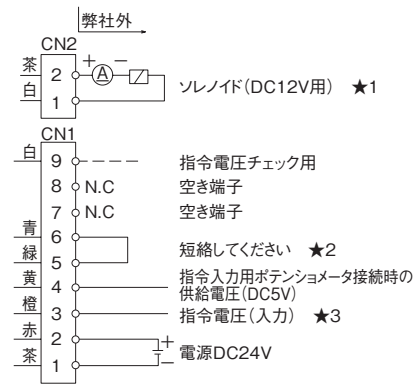 弊社外
CN2
茶 2 + A −
白 1
ソレノイド(DC12V用) ★1
CN1
白 9 指令電圧チェック用
8 N.C 空き端子
7 N.C 空き端子
青 6
緑 5
短絡してください ★2
黄 4 指令入力用ポテンショメータ接続時の
供給電圧(DC5V)
橙 3 指令電圧(入力) ★3
赤 2 +
電源DC24V
茶 1 −